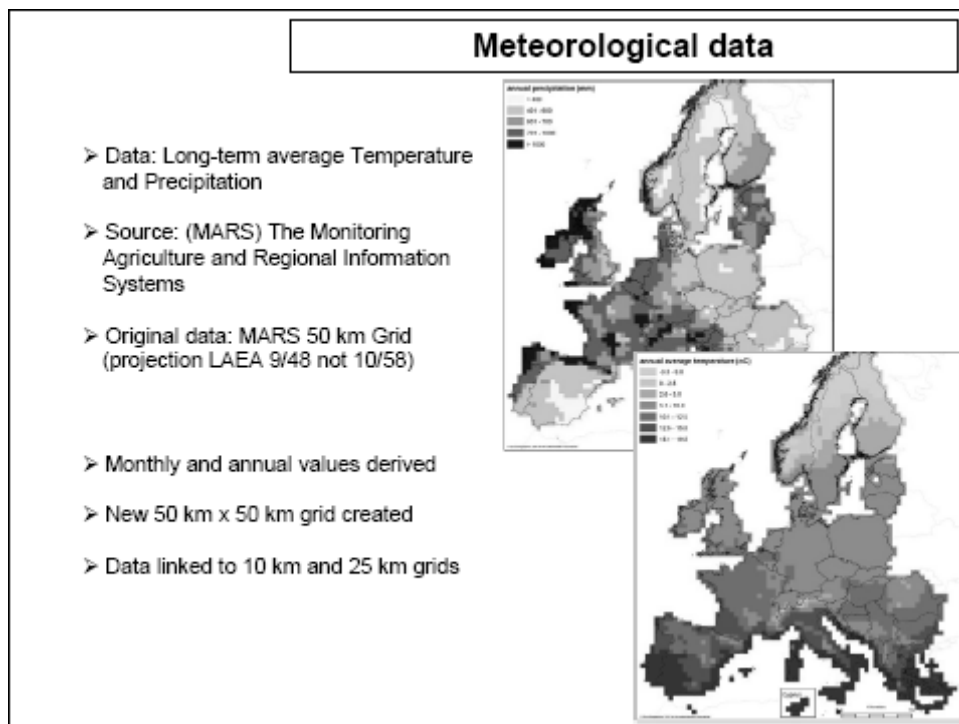 Meteorological data
➢ Data: Long-term average Temperature
and Precipitation
➢ Source: (MARS) The Monitoring
Agriculture and Regional Information
Systems
➢ Original data: MARS 50 km Grid
(projection LAEA 9/48 not 10/58)
➢ Monthly and annual values derived
➢ New 50 km x 50 km grid created
➢ Data linked to 10 km and 25 km grids
annual precipitation (mm)
annual average temperature (oC)